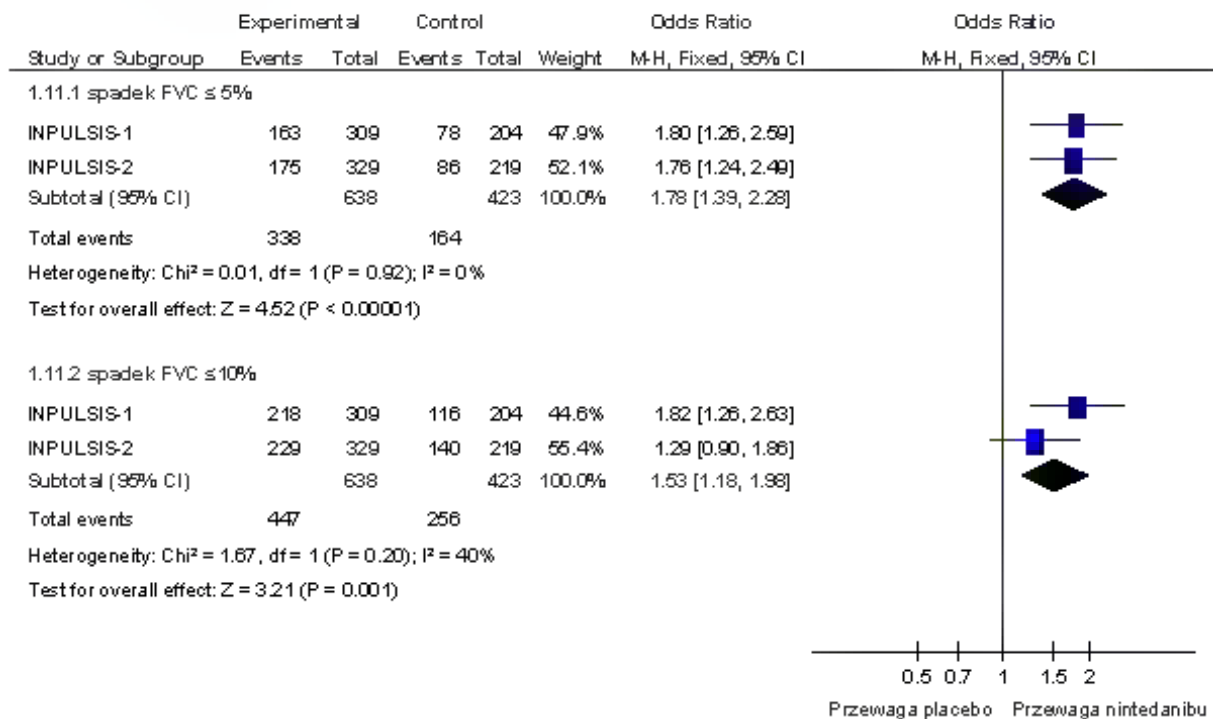 Experimental Control Odds Ratio Odds Ratio
Study or Subgroup Events Total Events Total Weight M-H, Fixed, 95% CI M-H, Fixed, 95% CI
1.11.1 spadek FVC ≤ 5%
INPULSIS-1 163 309 78 204 47.9% 1.80 [1.26, 2.59]
INPULSIS-2 175 329 86 219 52.1% 1.76 [1.24, 2.49]
Subtotal (95% CI) 638 423 100.0% 1.78 [1.39, 2.28]
Total events 338 164
Heterogeneity: Chi² = 0.01, df = 1 (P = 0.92); I² = 0%
Test for overall effect: Z = 4.52 (P < 0.00001)
1.11.2 spadek FVC ≤10%
INPULSIS-1 218 309 116 204 44.6% 1.82 [1.26, 2.63]
INPULSIS-2 229 329 140 219 55.4% 1.29 [0.90, 1.86]
Subtotal (95% CI) 638 423 100.0% 1.53 [1.18, 1.98]
Total events 447 256
Heterogeneity: Chi² = 1.67, df = 1 (P = 0.20); I² = 40%
Test for overall effect: Z = 3.21 (P = 0.001)
0.5 0.7 1 1.5 2
Przewaga placebo Przewaga nintedanibu